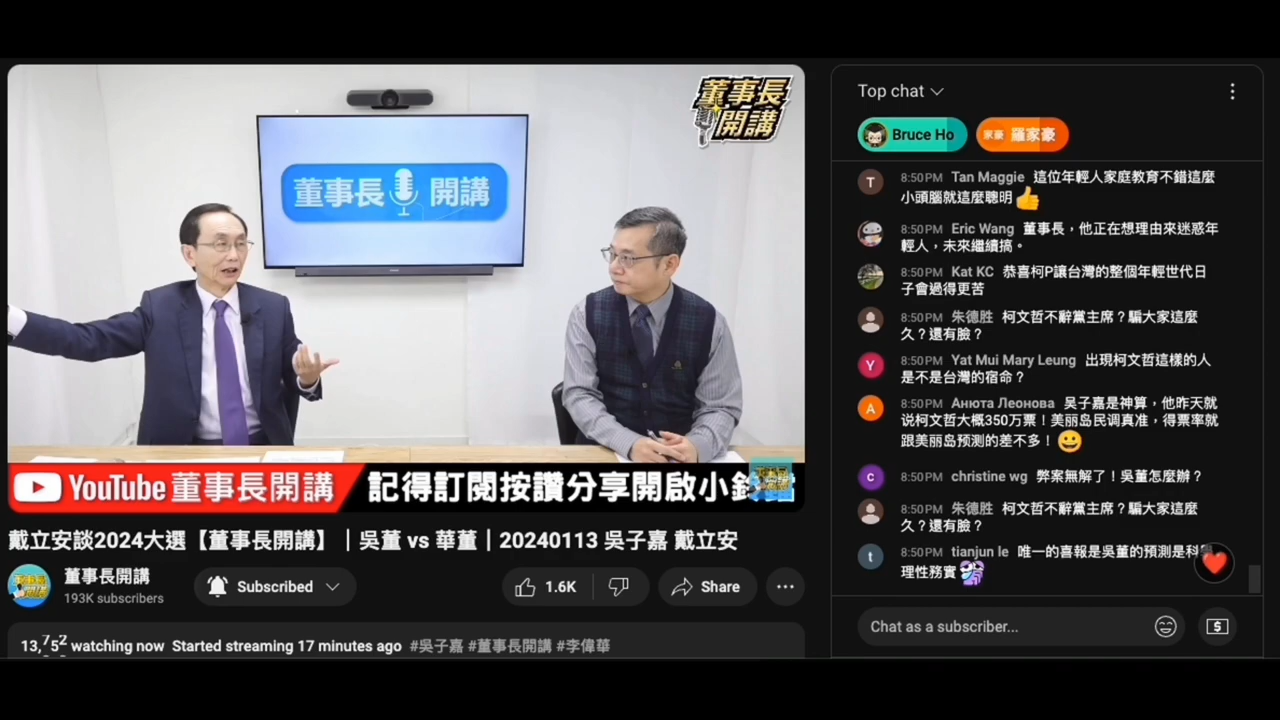 董事長
開講
董事長 開講
YouTube 董事長開講
記得訂閱按讚分享開啟小
戴立安談2024大選【董事長開講】｜吳董 vs 華董｜20240113 吳子嘉 戴立安
董事長開講
193K subscribers
Subscribed
1.6K
Share
watching now Started streaming 17 minutes ago #吳子嘉 #董事長開講 #李偉華
Top chat
Bruce Ho
家豪 羅家豪
T 8:50PM Tan Maggie 這位年輕人家庭教育不錯這麼
小頭腦就這麼聰明👍
8:50PM Eric Wang 董事長，他正在想理由來迷惑年
輕人，未來繼續搞。
8:50PM Kat KC 恭喜柯P讓台灣的整個年輕世代日
子會過得更苦
8:50PM 朱德胜 柯文哲不辭黨主席？騙大家這麼
久？還有臉？
Y 8:50PM Yat Mui Mary Leung 出現柯文哲這樣的人
是不是台灣的宿命？
A 8:50PM Анюта Леонова 吴子嘉是神算，他昨天就
说柯文哲大概350万票！美丽岛民调真准，得票率就
跟美丽岛预测的差不多！😀
c 8:50PM christine wg 弊案無解了！吳董怎麼辦？
8:50PM 朱德胜 柯文哲不辭黨主席？騙大家這麼
久？還有臉？
t 8:50PM tianjun le 唯一的喜報是吳董的預測是科學
理性務實
Chat as a subscriber...